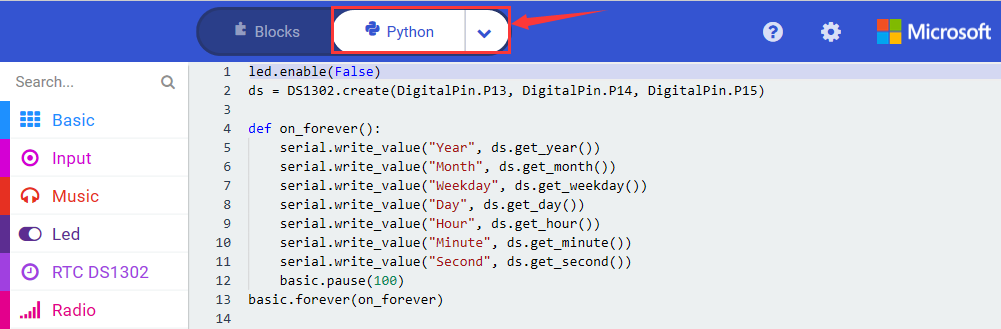 Blocks
Python
?
Microsoft
Search...
Basic
Input
Music
Led
RTC DS1302
Radio
1 led.enable(False)
2 ds = DS1302.create(DigitalPin.P13, DigitalPin.P14, DigitalPin.P15)
3
4 def on_forever():
5     serial.write_value("Year", ds.get_year())
6     serial.write_value("Month", ds.get_month())
7     serial.write_value("Weekday", ds.get_weekday())
8     serial.write_value("Day", ds.get_day())
9     serial.write_value("Hour", ds.get_hour())
10     serial.write_value("Minute", ds.get_minute())
11     serial.write_value("Second", ds.get_second())
12     basic.pause(100)
13 basic.forever(on_forever)
14